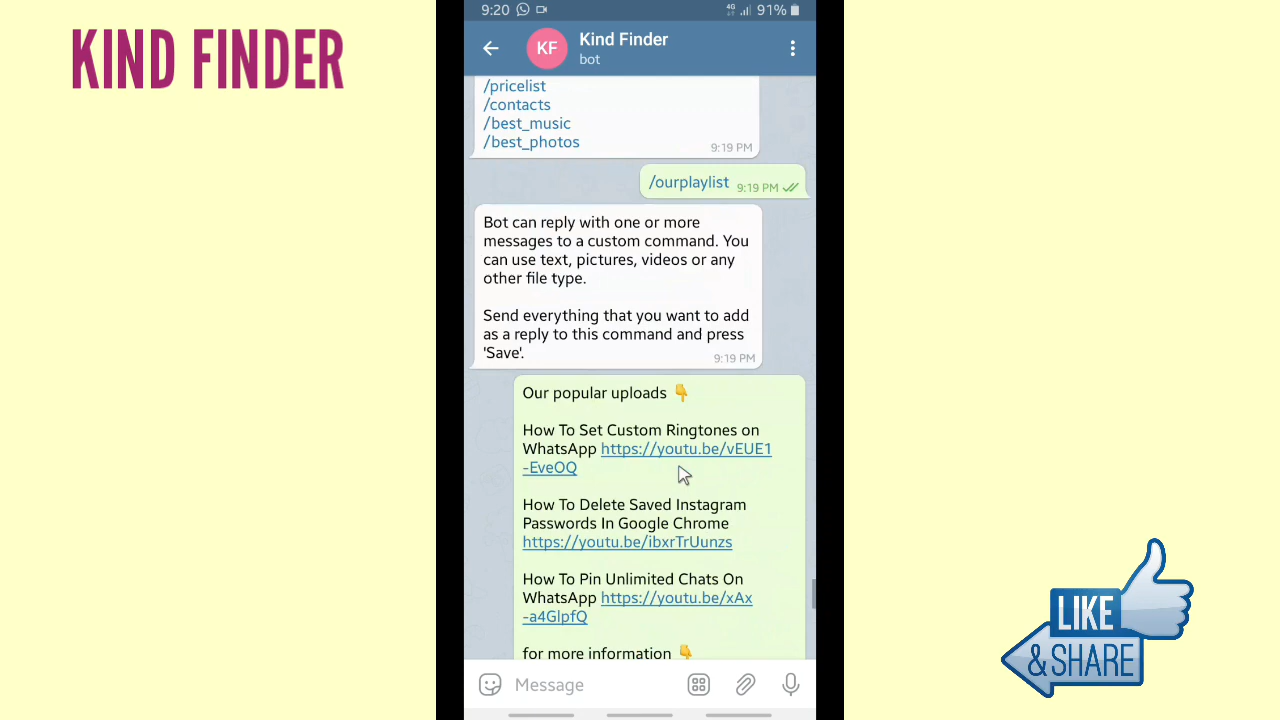 KIND FINDER
9:20 4G 91%
KF Kind Finder
bot
/pricelist
/contacts
/best_music
/best_photos
9:19 PM
/ourplaylist 9:19 PM
Bot can reply with one or more
messages to a custom command. You
can use text, pictures, videos or any
other file type.
Send everything that you want to add
as a reply to this command and press
'Save'.
9:19 PM
Our popular uploads 👇
How To Set Custom Ringtones on
WhatsApp https://youtu.be/vEUE1
-EveOQ
How To Delete Saved Instagram
Passwords In Google Chrome
https://youtu.be/ibxrTrUunzs
How To Pin Unlimited Chats On
WhatsApp https://youtu.be/xAx
-a4GlpfQ
for more information 👇
Message
LIKE
& SHARE